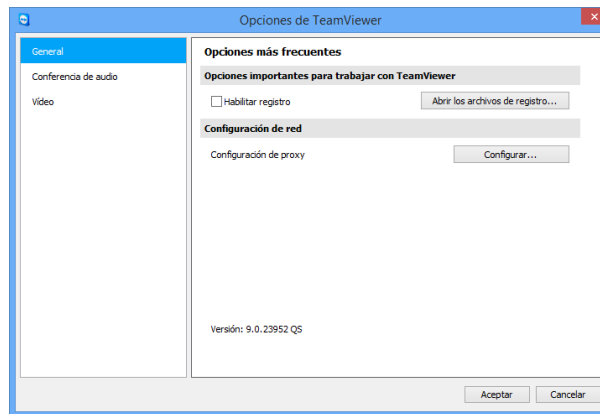 Opciones de TeamViewer
General
Conferencia de audio
Vídeo
Opciones más frecuentes
Opciones importantes para trabajar con TeamViewer
Habilitar registro
Abrir los archivos de registro...
Configuración de red
Configuración de proxy
Configurar...
Versión: 9.0.23952 QS
Aceptar
Cancelar